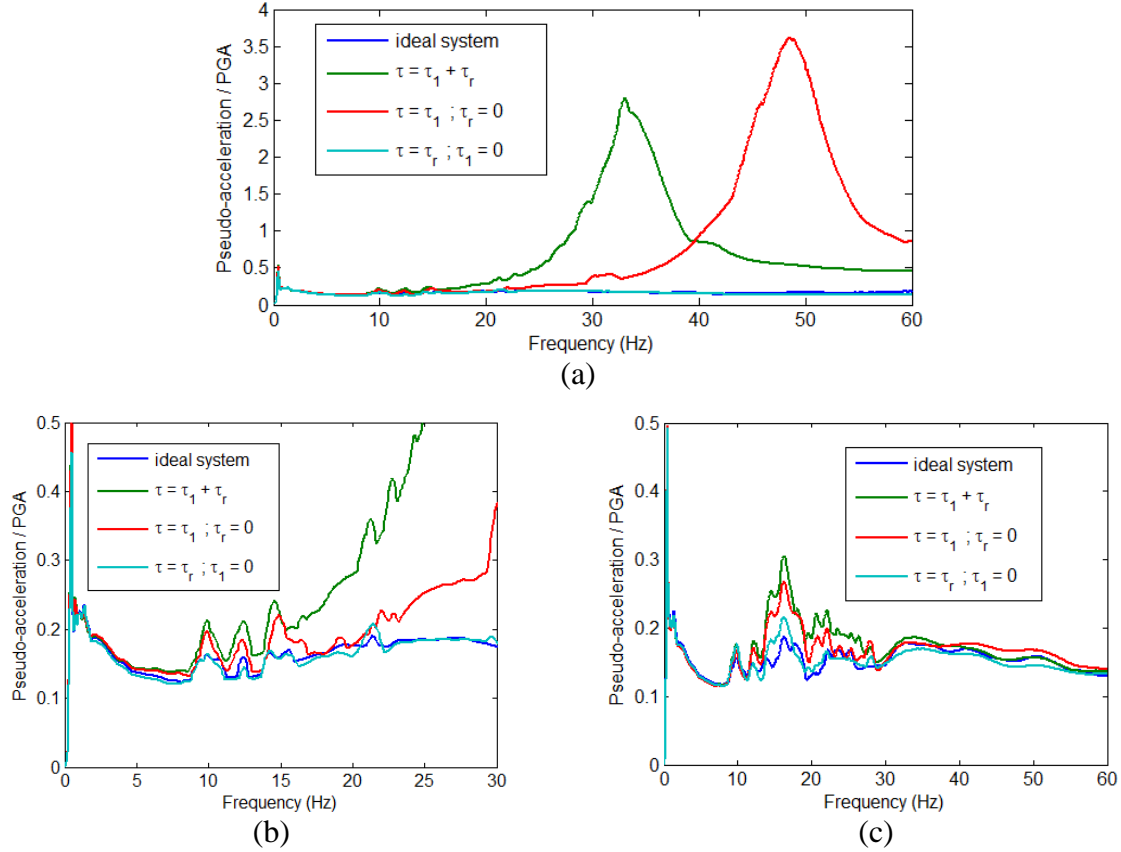 4
3.5
3
2.5
2
1.5
1
0.5
0
Pseudo-acceleration / PGA
ideal system
τ = τ₁ + τᵣ
τ = τ₁ ; τᵣ = 0
τ = τᵣ ; τ₁ = 0
0 10 20 30 40 50 60
Frequency (Hz)
(a)
0.5
0.4
0.3
0.2
0.1
0
Pseudo-acceleration / PGA
ideal system
τ = τ₁ + τᵣ
τ = τ₁ ; τᵣ = 0
τ = τᵣ ; τ₁ = 0
0 5 10 15 20 25 30
Frequency (Hz)
(b)
0.5
0.4
0.3
0.2
0.1
0
Pseudo-acceleration / PGA
ideal system
τ = τ₁ + τᵣ
τ = τ₁ ; τᵣ = 0
τ = τᵣ ; τ₁ = 0
0 10 20 30 40 50 60
Frequency (Hz)
(c)